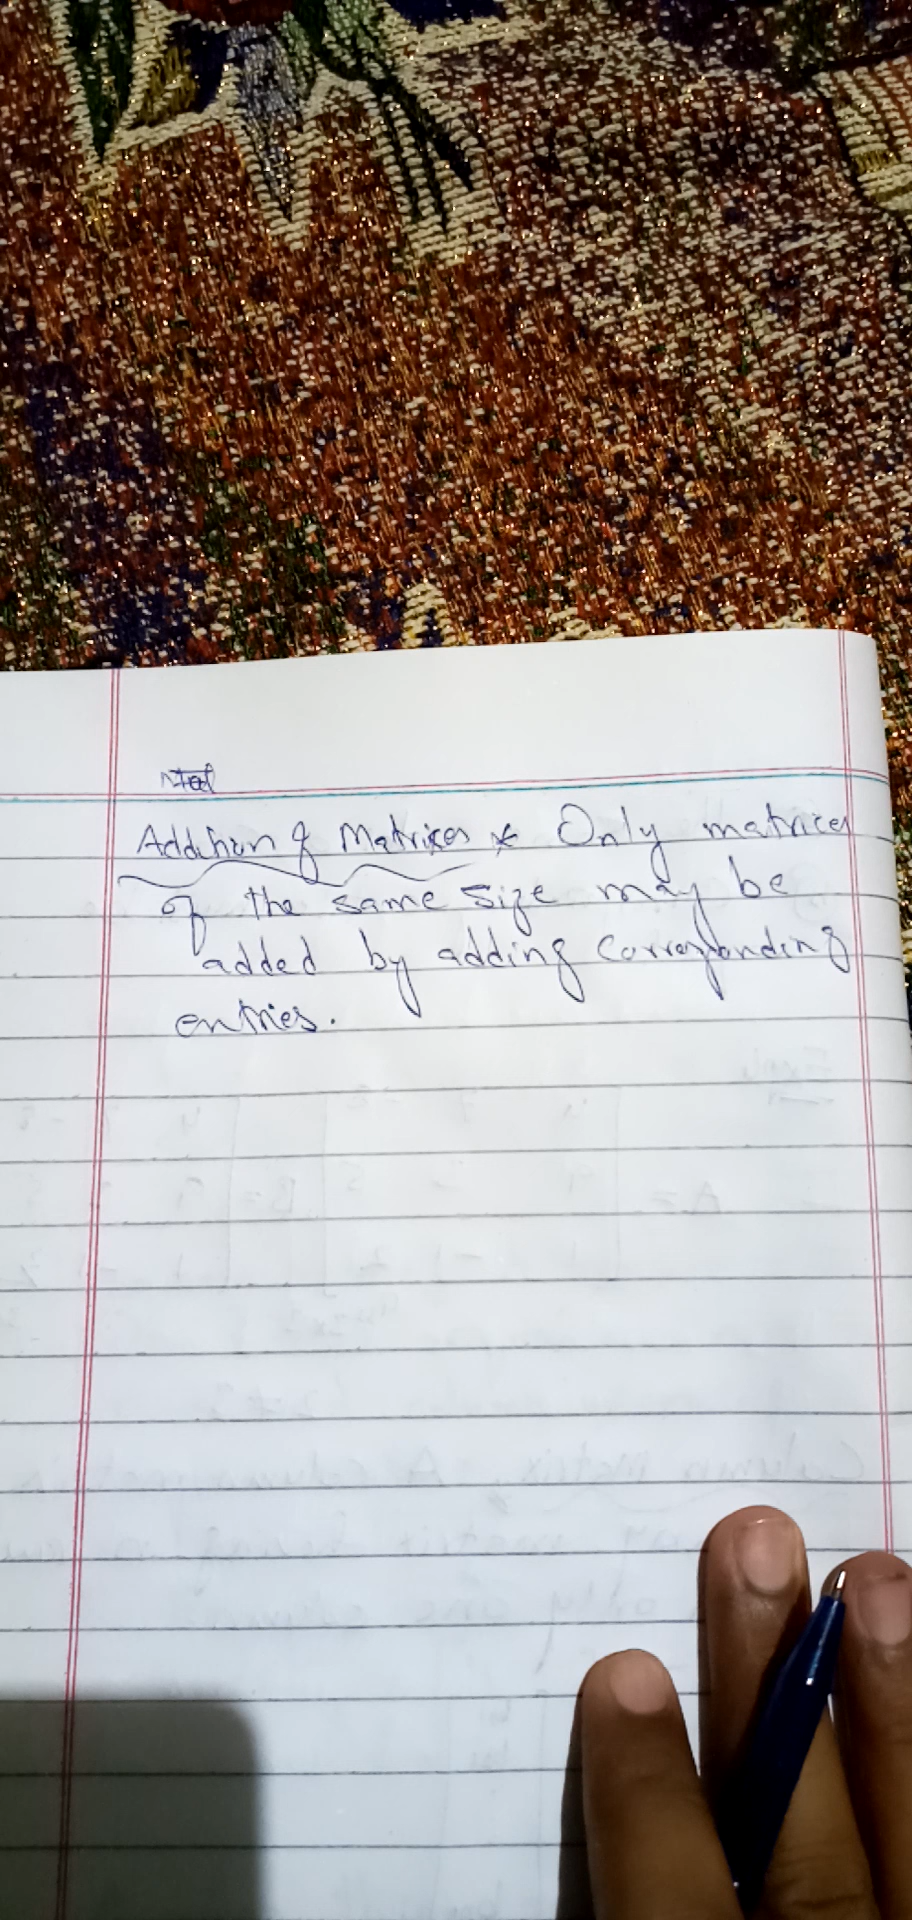 Addition of Matrices * Only matrices
of the same size may be
added by adding Corresponding
entries.